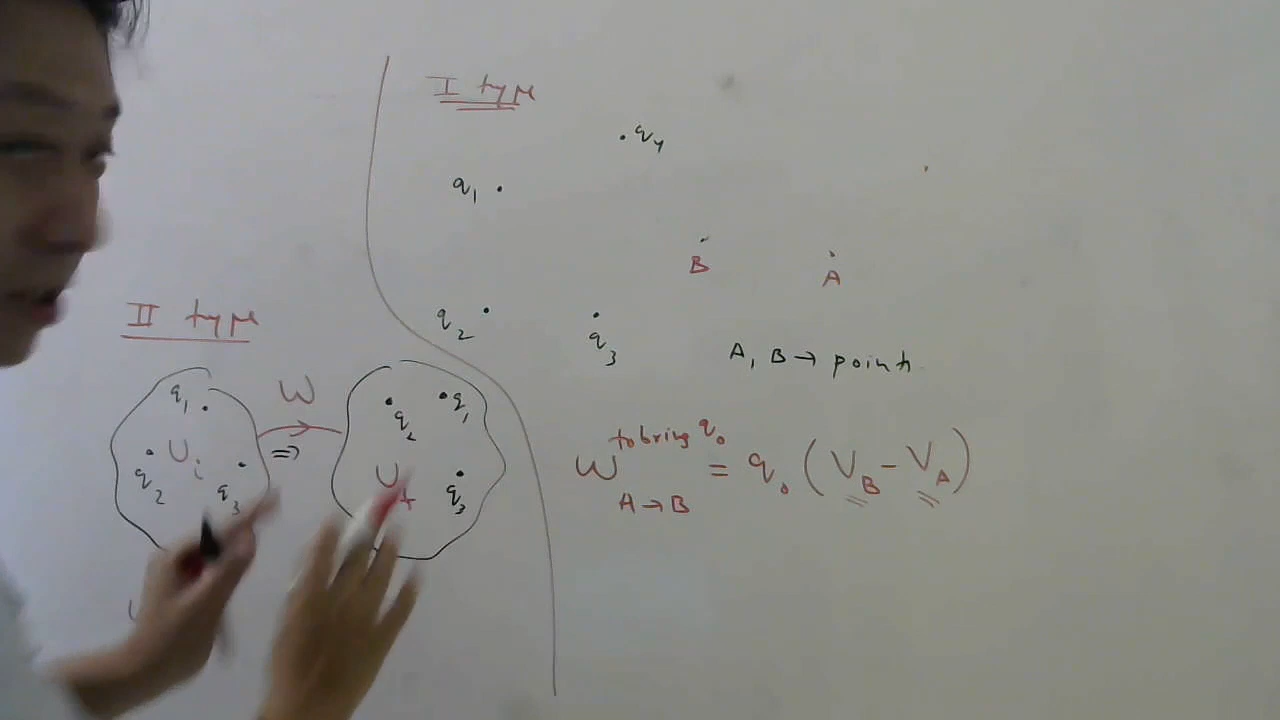 I type
q₄
q₁
B A
q₂ q₃
A, B → points
W to bring q₀ A→B = q₀ (V_B - V_A)
II type
q₁
U_i
q₂ q₃
W
⇒
q₂ q₁
U_f
q₃